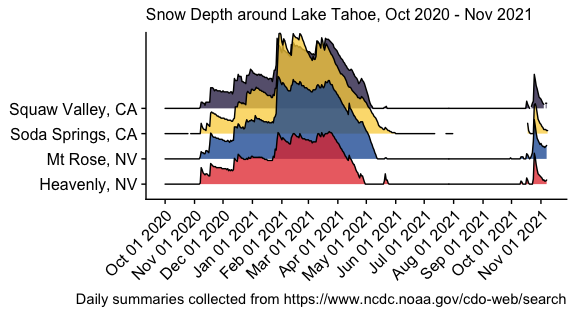 Snow Depth around Lake Tahoe, Oct 2020 - Nov 2021
Squaw Valley, CA
Soda Springs, CA
Mt Rose, NV
Heavenly, NV
Oct 01 2020
Nov 01 2020
Dec 01 2020
Jan 01 2021
Feb 01 2021
Mar 01 2021
Apr 01 2021
May 01 2021
Jun 01 2021
Jul 01 2021
Aug 01 2021
Sep 01 2021
Oct 01 2021
Nov 01 2021
Daily summaries collected from https://www.ncdc.noaa.gov/cdo-web/search